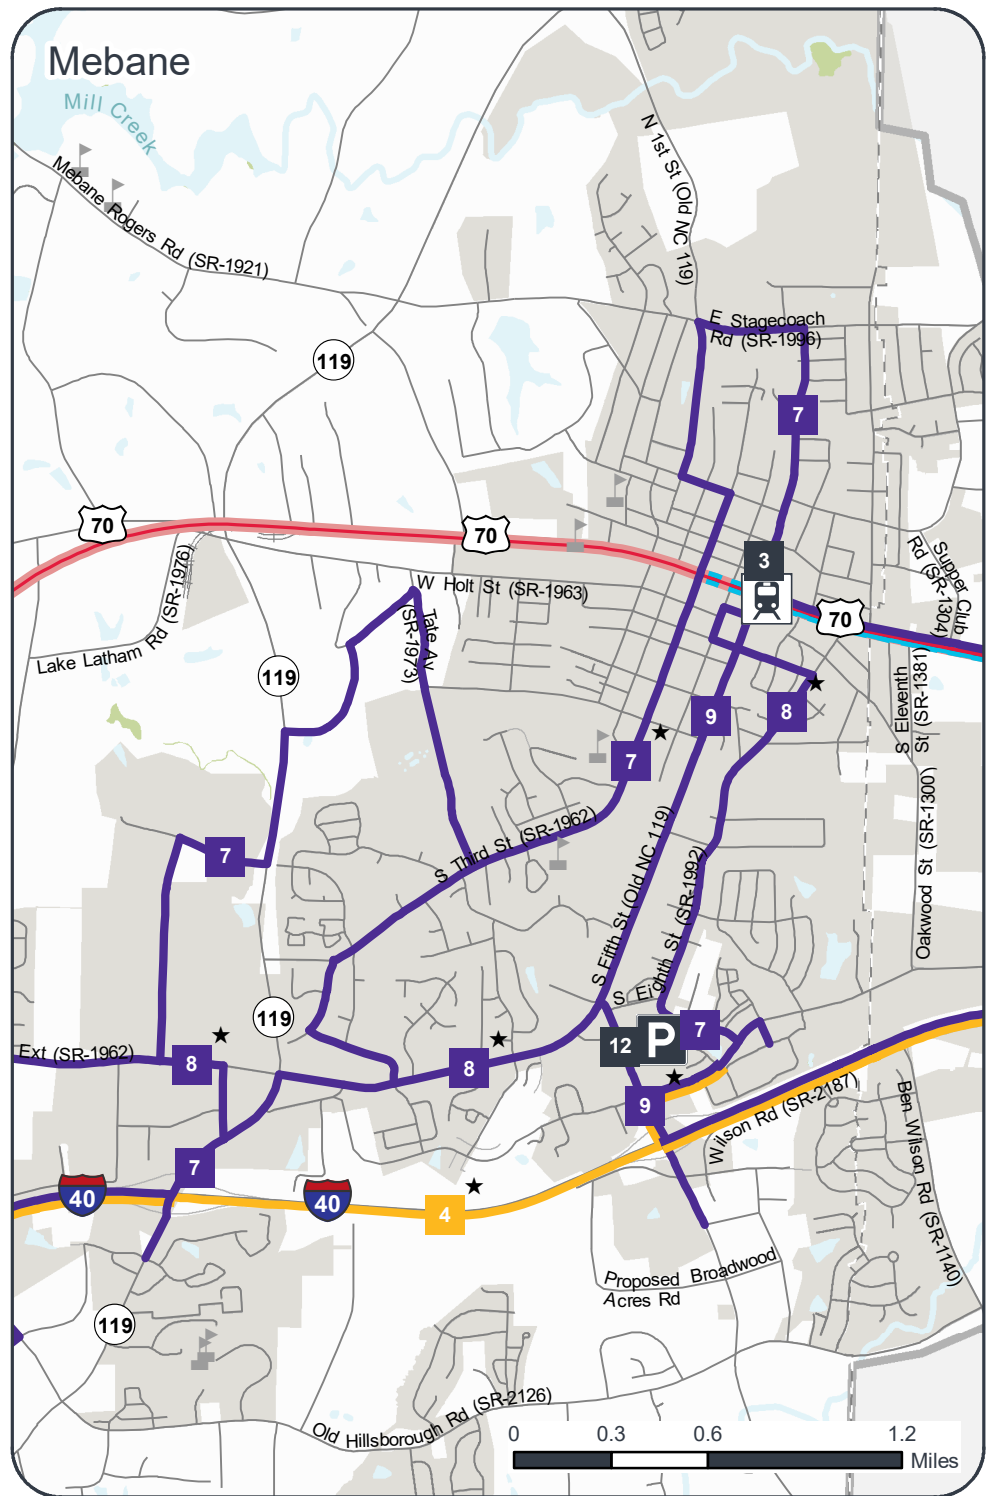 Mebane
Mill Creek
Mebane Rogers Rd (SR-1921)
N 1st St (Old NC 119)
E Stagecoach
Rd (SR-1996)
119
7
70
70
3
W Holt St (SR-1963)
Supper Club
Rd (SR-1304)
70
Lake Latham Rd (SR-1976)
Tate Av
(SR-1973)
119
S Eleventh
St (SR-1381)
9
8
7
S Third St (SR-1962)
7
S Fifth St (Old NC 119)
S Eighth St (SR-1992)
Oakwood St (SR-1300)
119
12
P
7
Ext (SR-1962)
8
8
9
Wilson Rd (SR-2187)
Ben Wilson Rd (SR-1140)
7
40
40
4
Proposed Broadwood
Acres Rd
119
Old Hillsborough Rd (SR-2126)
0 0.3 0.6 1.2
Miles